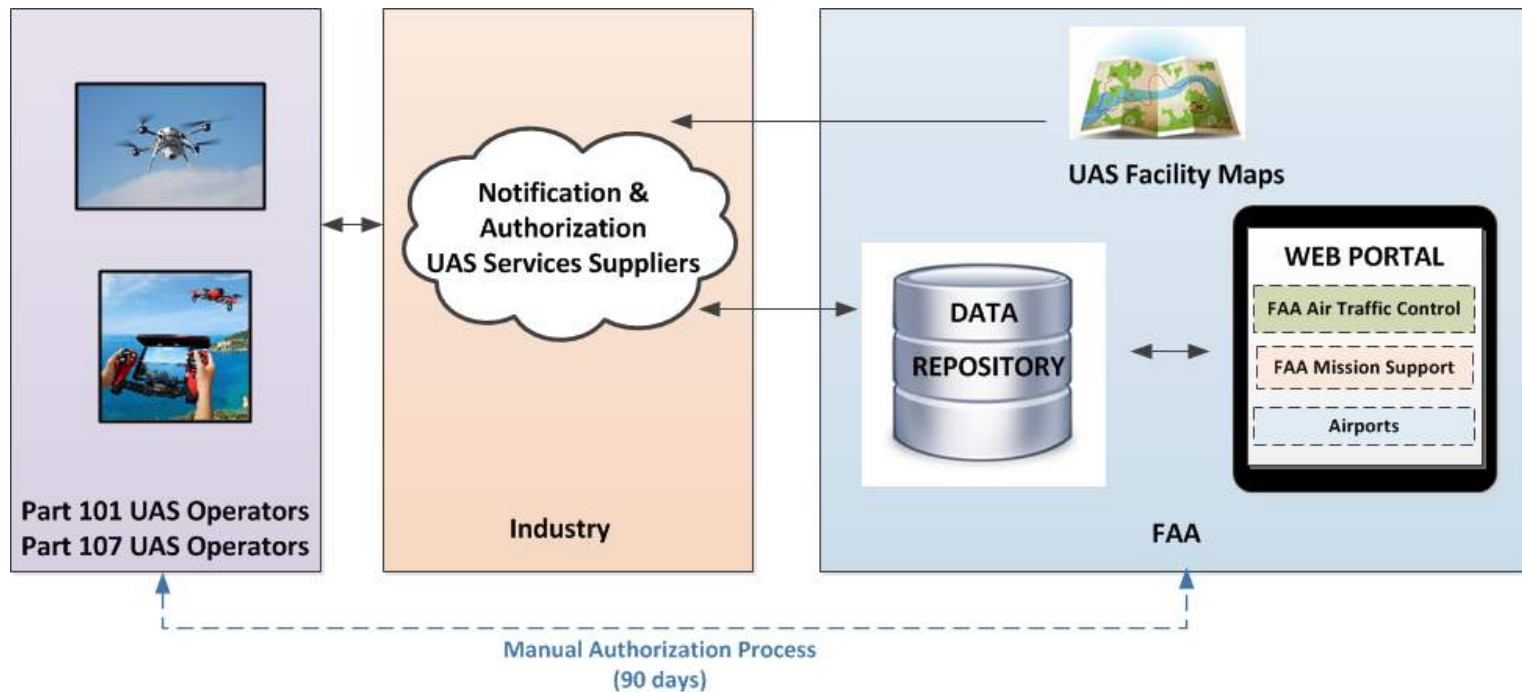 Part 101 UAS Operators
Part 107 UAS Operators
Notification &
Authorization
UAS Services Suppliers
Industry
UAS Facility Maps
DATA
REPOSITORY
WEB PORTAL
FAA Air Traffic Control
FAA Mission Support
Airports
FAA
Manual Authorization Process
(90 days)